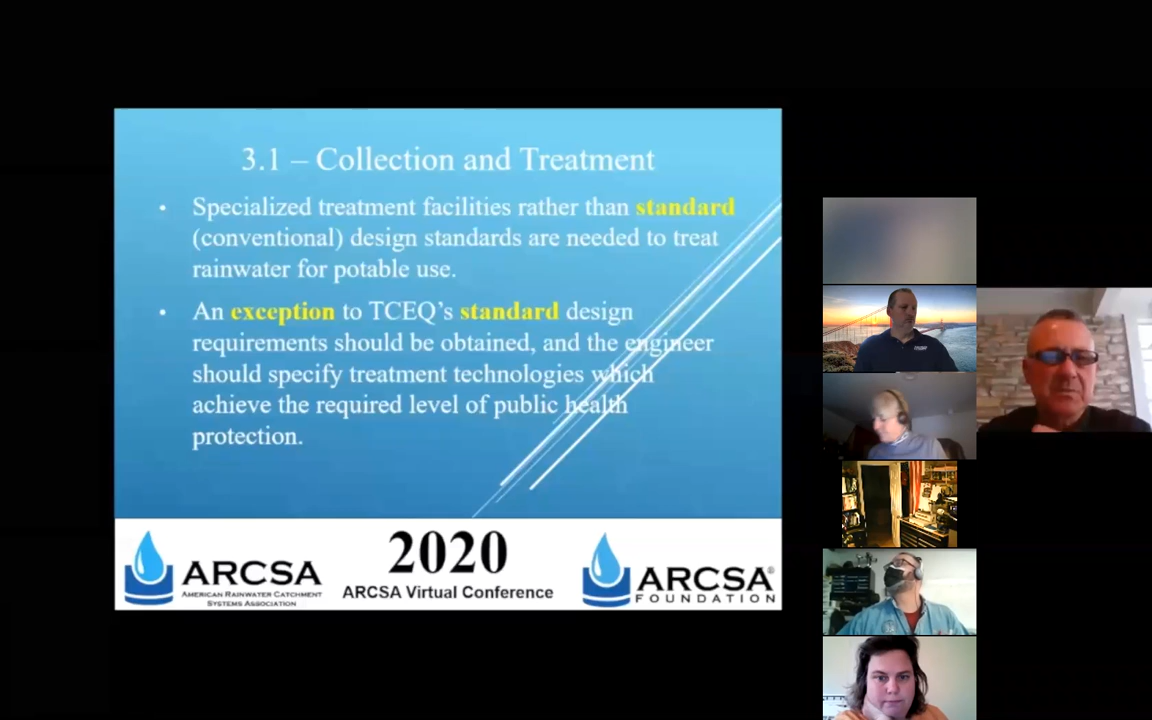 3.1 – Collection and Treatment
• Specialized treatment facilities rather than standard
(conventional) design standards are needed to treat
rainwater for potable use.
• An exception to TCEQ’s standard design
requirements should be obtained, and the engineer
should specify treatment technologies which
achieve the required level of public health
protection.
ARCSA
AMERICAN RAINWATER CATCHMENT
SYSTEMS ASSOCIATION
2020
ARCSA Virtual Conference
ARCSA®
FOUNDATION